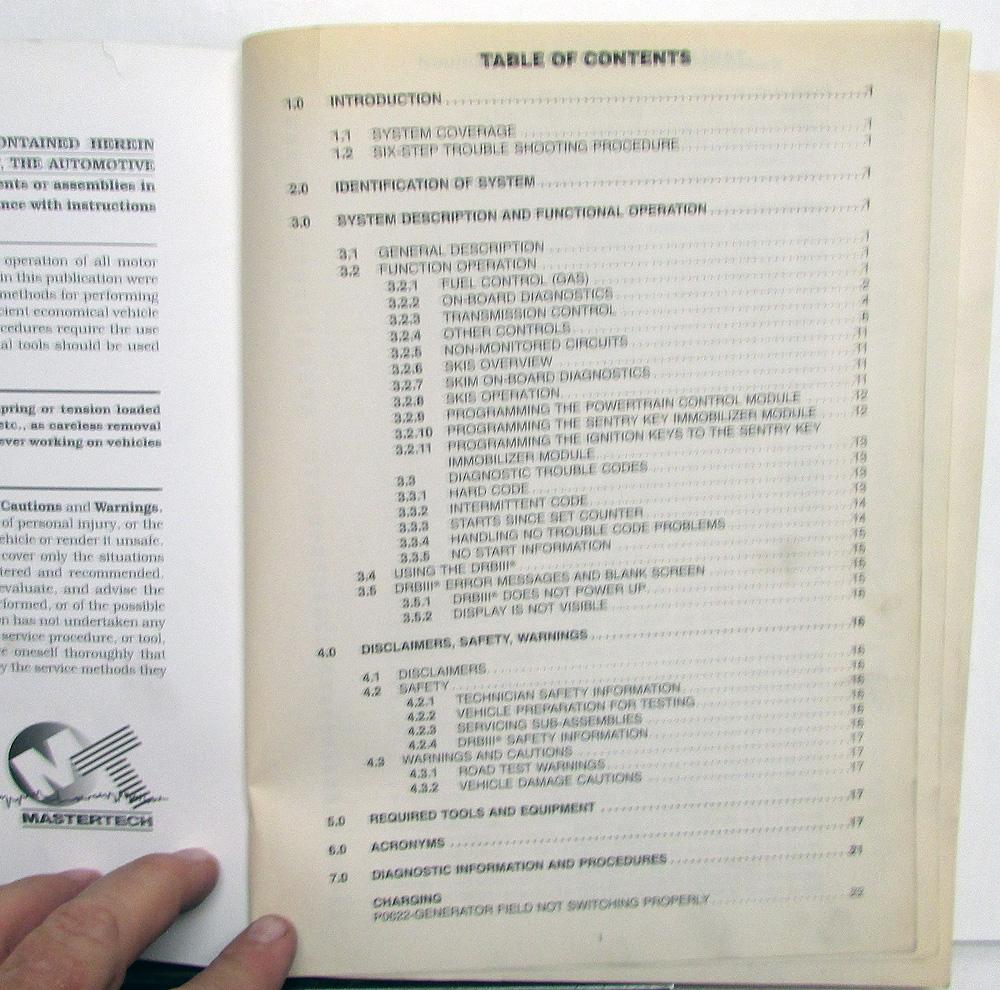 ONTAINED HEREIN
, THE AUTOMOTIVE
ents or assemblies in
nce with instructions
operation of all motor
in this publication were
methods for performing
cient economical vehicle
cedures require the use
al tools should be used
pring or tension loaded
etc., as careless removal
ever working on vehicles
Cautions and Warnings.
of personal injury, or the
ehicle or render it unsafe.
cover only the situations
tered and recommended.
evaluate, and advise the
formed, or of the possible
n has not undertaken any
service procedure, or tool,
e oneself thoroughly that
y the service methods they
MASTERTECH
TABLE OF CONTENTS
1.0 INTRODUCTION 1
1.1 SYSTEM COVERAGE 1
1.2 SIX-STEP TROUBLE SHOOTING PROCEDURE 1
2.0 IDENTIFICATION OF SYSTEM 1
3.0 SYSTEM DESCRIPTION AND FUNCTIONAL OPERATION 1
3.1 GENERAL DESCRIPTION 1
3.2 FUNCTION OPERATION 1
3.2.1 FUEL CONTROL (GAS) 1
3.2.2 ON-BOARD DIAGNOSTICS 2
3.2.3 TRANSMISSION CONTROL 4
3.2.4 OTHER CONTROLS
3.2.5 NON-MONITORED CIRCUITS 11
3.2.6 SKIS OVERVIEW 11
3.2.7 SKIM ON-BOARD DIAGNOSTICS 11
3.2.8 SKIS OPERATION 11
3.2.9 PROGRAMMING THE POWERTRAIN CONTROL MODULE 12
3.2.10 PROGRAMMING THE SENTRY KEY IMMOBILIZER MODULE 12
3.2.11 PROGRAMMING THE IGNITION KEYS TO THE SENTRY KEY
IMMOBILIZER MODULE 13
3.3 DIAGNOSTIC TROUBLE CODES 13
3.3.1 HARD CODE 13
3.3.2 INTERMITTENT CODE 13
3.3.3 STARTS SINCE SET COUNTER 14
3.3.4 HANDLING NO TROUBLE CODE PROBLEMS 14
3.3.5 NO START INFORMATION 15
3.4 USING THE DRBIII® 15
3.5 DRBIII® ERROR MESSAGES AND BLANK SCREEN 15
3.5.1 DRBIII® DOES NOT POWER UP 15
3.5.2 DISPLAY IS NOT VISIBLE 15
4.0 DISCLAIMERS, SAFETY, WARNINGS 16
4.1 DISCLAIMERS 16
4.2 SAFETY 16
4.2.1 TECHNICIAN SAFETY INFORMATION 16
4.2.2 VEHICLE PREPARATION FOR TESTING 16
4.2.3 SERVICING SUB-ASSEMBLIES 16
4.2.4 DRBIII® SAFETY INFORMATION 16
4.3 WARNINGS AND CAUTIONS 17
4.3.1 ROAD TEST WARNINGS 17
4.3.2 VEHICLE DAMAGE CAUTIONS 17
5.0 REQUIRED TOOLS AND EQUIPMENT 17
6.0 ACRONYMS 17
7.0 DIAGNOSTIC INFORMATION AND PROCEDURES 21
CHARGING
P0622-GENERATOR FIELD NOT SWITCHING PROPERLY 22
i